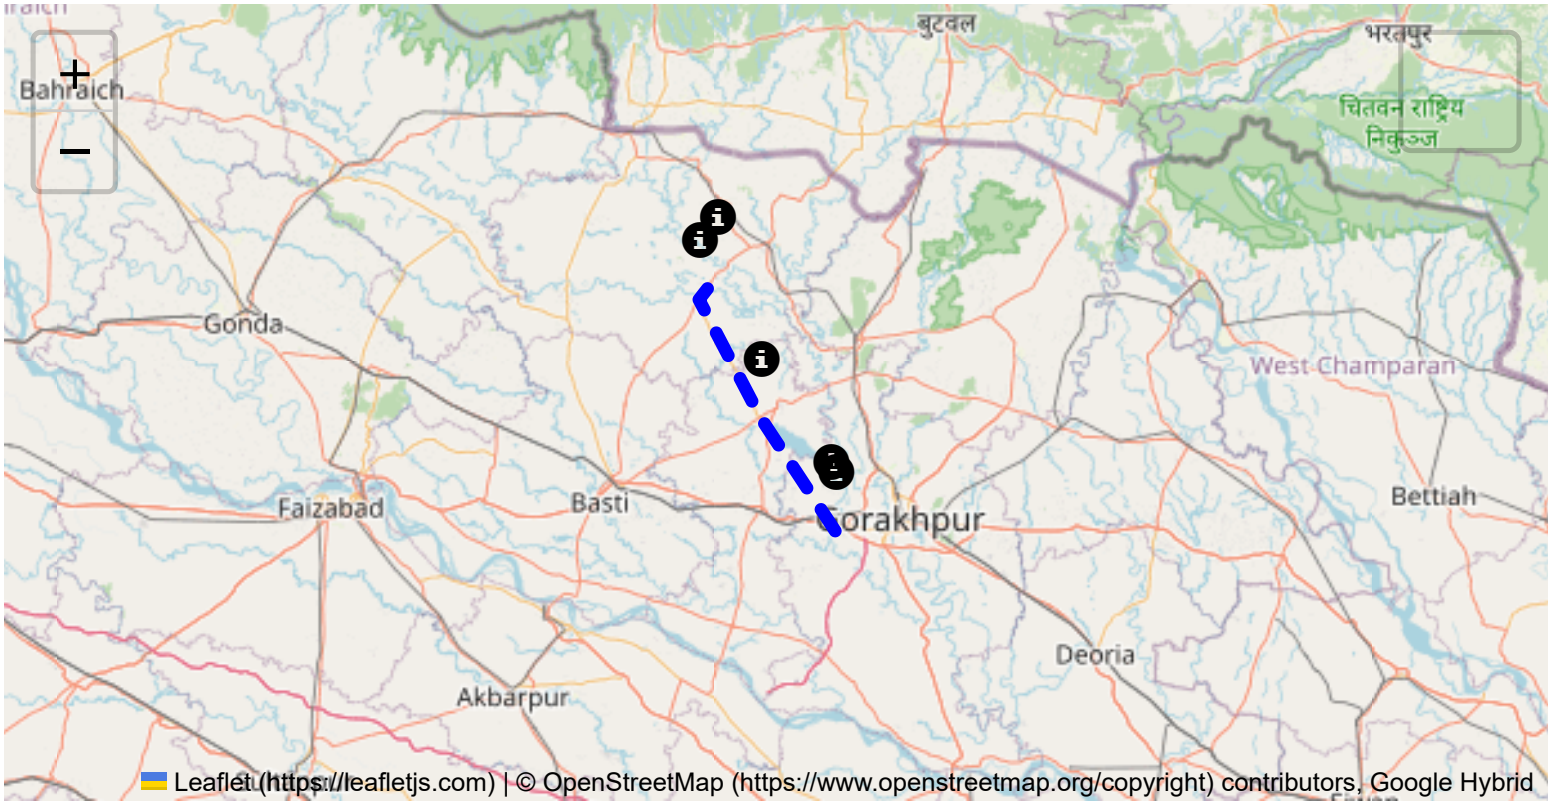 बुटवल
भरतपुर
+
Bahraich
चितवन राष्ट्रिय
निकुञ्ज
−
i
i
Gonda
i
West Champaran
Bettiah
Basti
Faizabad
Gorakhpur
Deoria
Akbarpur
Leaflet (https://leafletjs.com) | © OpenStreetMap (https://www.openstreetmap.org/copyright) contributors, Google Hybrid